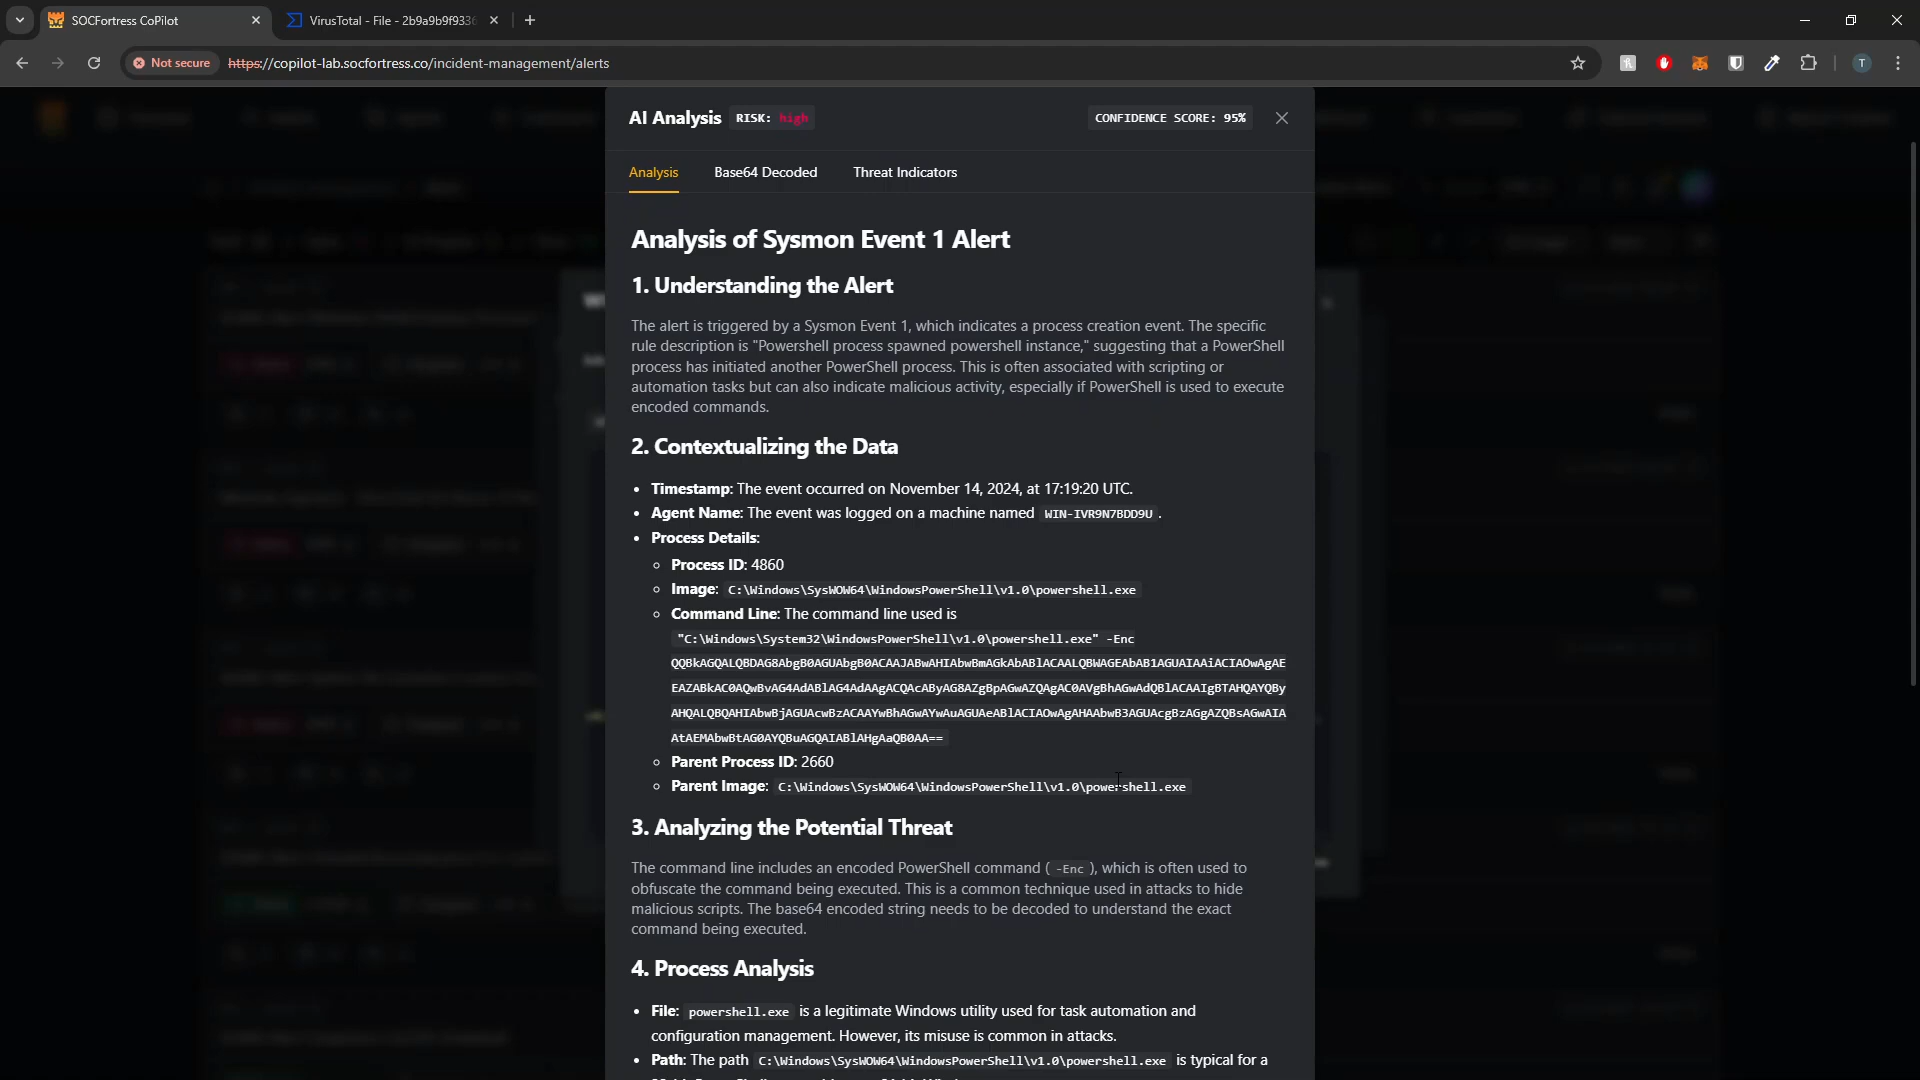 SOCFortress CoPilot
VirusTotal - File - 2b9a9b9f9336
Not secure
https://copilot-lab.socfortress.co/incident-management/alerts
T
AI Analysis
RISK: high
CONFIDENCE SCORE: 95%
Analysis
Base64 Decoded
Threat Indicators
Analysis of Sysmon Event 1 Alert
1. Understanding the Alert
The alert is triggered by a Sysmon Event 1, which indicates a process creation event. The specific
rule description is "Powershell process spawned powershell instance," suggesting that a PowerShell
process has initiated another PowerShell process. This is often associated with scripting or
automation tasks but can also indicate malicious activity, especially if PowerShell is used to execute
encoded commands.
2. Contextualizing the Data
• Timestamp: The event occurred on November 14, 2024, at 17:19:20 UTC.
• Agent Name: The event was logged on a machine named WIN-IVR9N7BDD9U .
• Process Details:
◦ Process ID: 4860
◦ Image: C:\Windows\SysWOW64\WindowsPowerShell\v1.0\powershell.exe
◦ Command Line: The command line used is
"C:\Windows\System32\WindowsPowerShell\v1.0\powershell.exe" -Enc
QQBkAGQALQBDAG8AbgB0AGUAbgB0ACAAJABwAHIAbwBmAGkAbABlACAALQBWAGEAbAB1AGUAIAAiACIAOwAgAE
EAZABkAC0AQwBvAG4AdABlAG4AdAAgACQAcAByAG8AZgBpAGwAZQAgAC0AVgBhAGwAdQBlACAAIgBTAHQAYQBy
AHQALQBQAHIAbwBjAGUAcwBzACAAYwBhAGwAYwAuAGUAeABlACIAOwAgAHAAbwB3AGUAcgBzAGgAZQBsAGwAIA
AtAEMAbwBtAG0AYQBuAGQAIABlAHgAaQB0AA==
◦ Parent Process ID: 2660
◦ Parent Image: C:\Windows\SysWOW64\WindowsPowerShell\v1.0\powershell.exe
3. Analyzing the Potential Threat
The command line includes an encoded PowerShell command ( -Enc ), which is often used to
obfuscate the command being executed. This is a common technique used in attacks to hide
malicious scripts. The base64 encoded string needs to be decoded to understand the exact
command being executed.
4. Process Analysis
• File: powershell.exe is a legitimate Windows utility used for task automation and
configuration management. However, its misuse is common in attacks.
• Path: The path C:\Windows\SysWOW64\WindowsPowerShell\v1.0\powershell.exe is typical for a